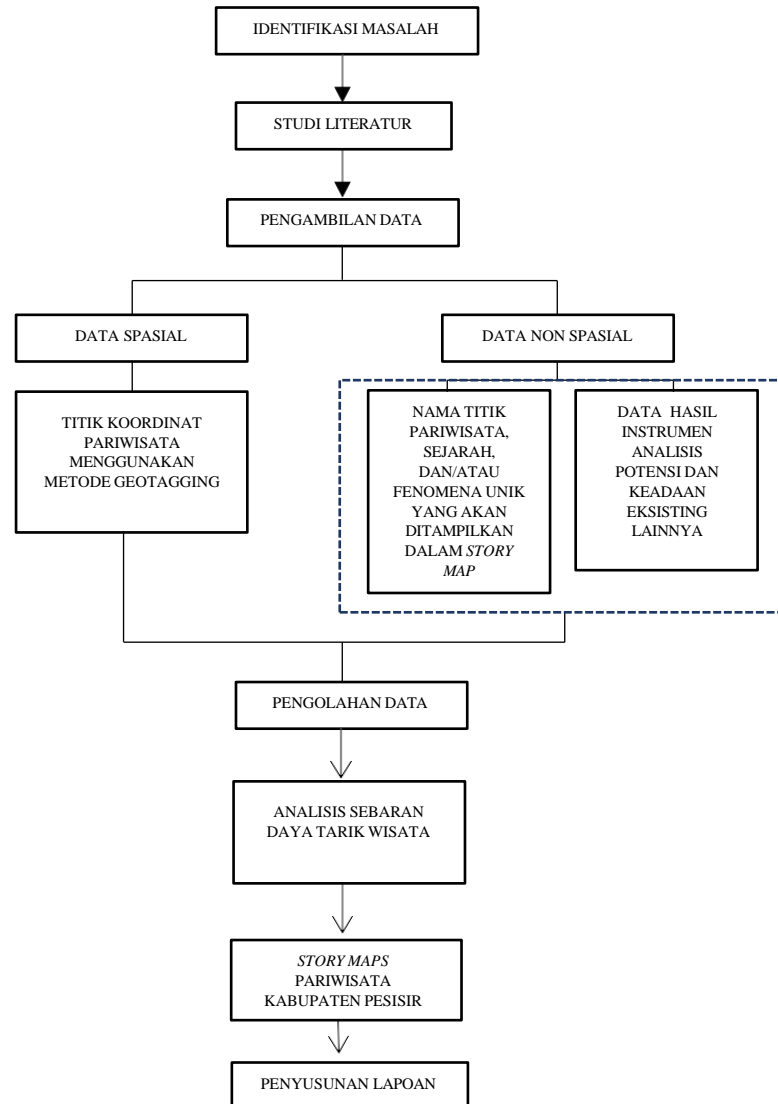 IDENTIFIKASI MASALAH
STUDI LITERATUR
PENGAMBILAN DATA
DATA SPASIAL
DATA NON SPASIAL
TITIK KOORDINAT
PARIWISATA
MENGGUNAKAN
METODE GEOTAGGING
NAMA TITIK
PARIWISATA,
SEJARAH,
DAN/ATAU
FENOMENA UNIK
YANG AKAN
DITAMPILKAN
DALAM STORY
MAP
DATA HASIL
INSTRUMEN
ANALISIS
POTENSI DAN
KEADAAN
EKSISTING
LAINNYA
PENGOLAHAN DATA
ANALISIS SEBARAN
DAYA TARIK WISATA
STORY MAPS
PARIWISATA
KABUPATEN PESISIR
PENYUSUNAN LAPOAN